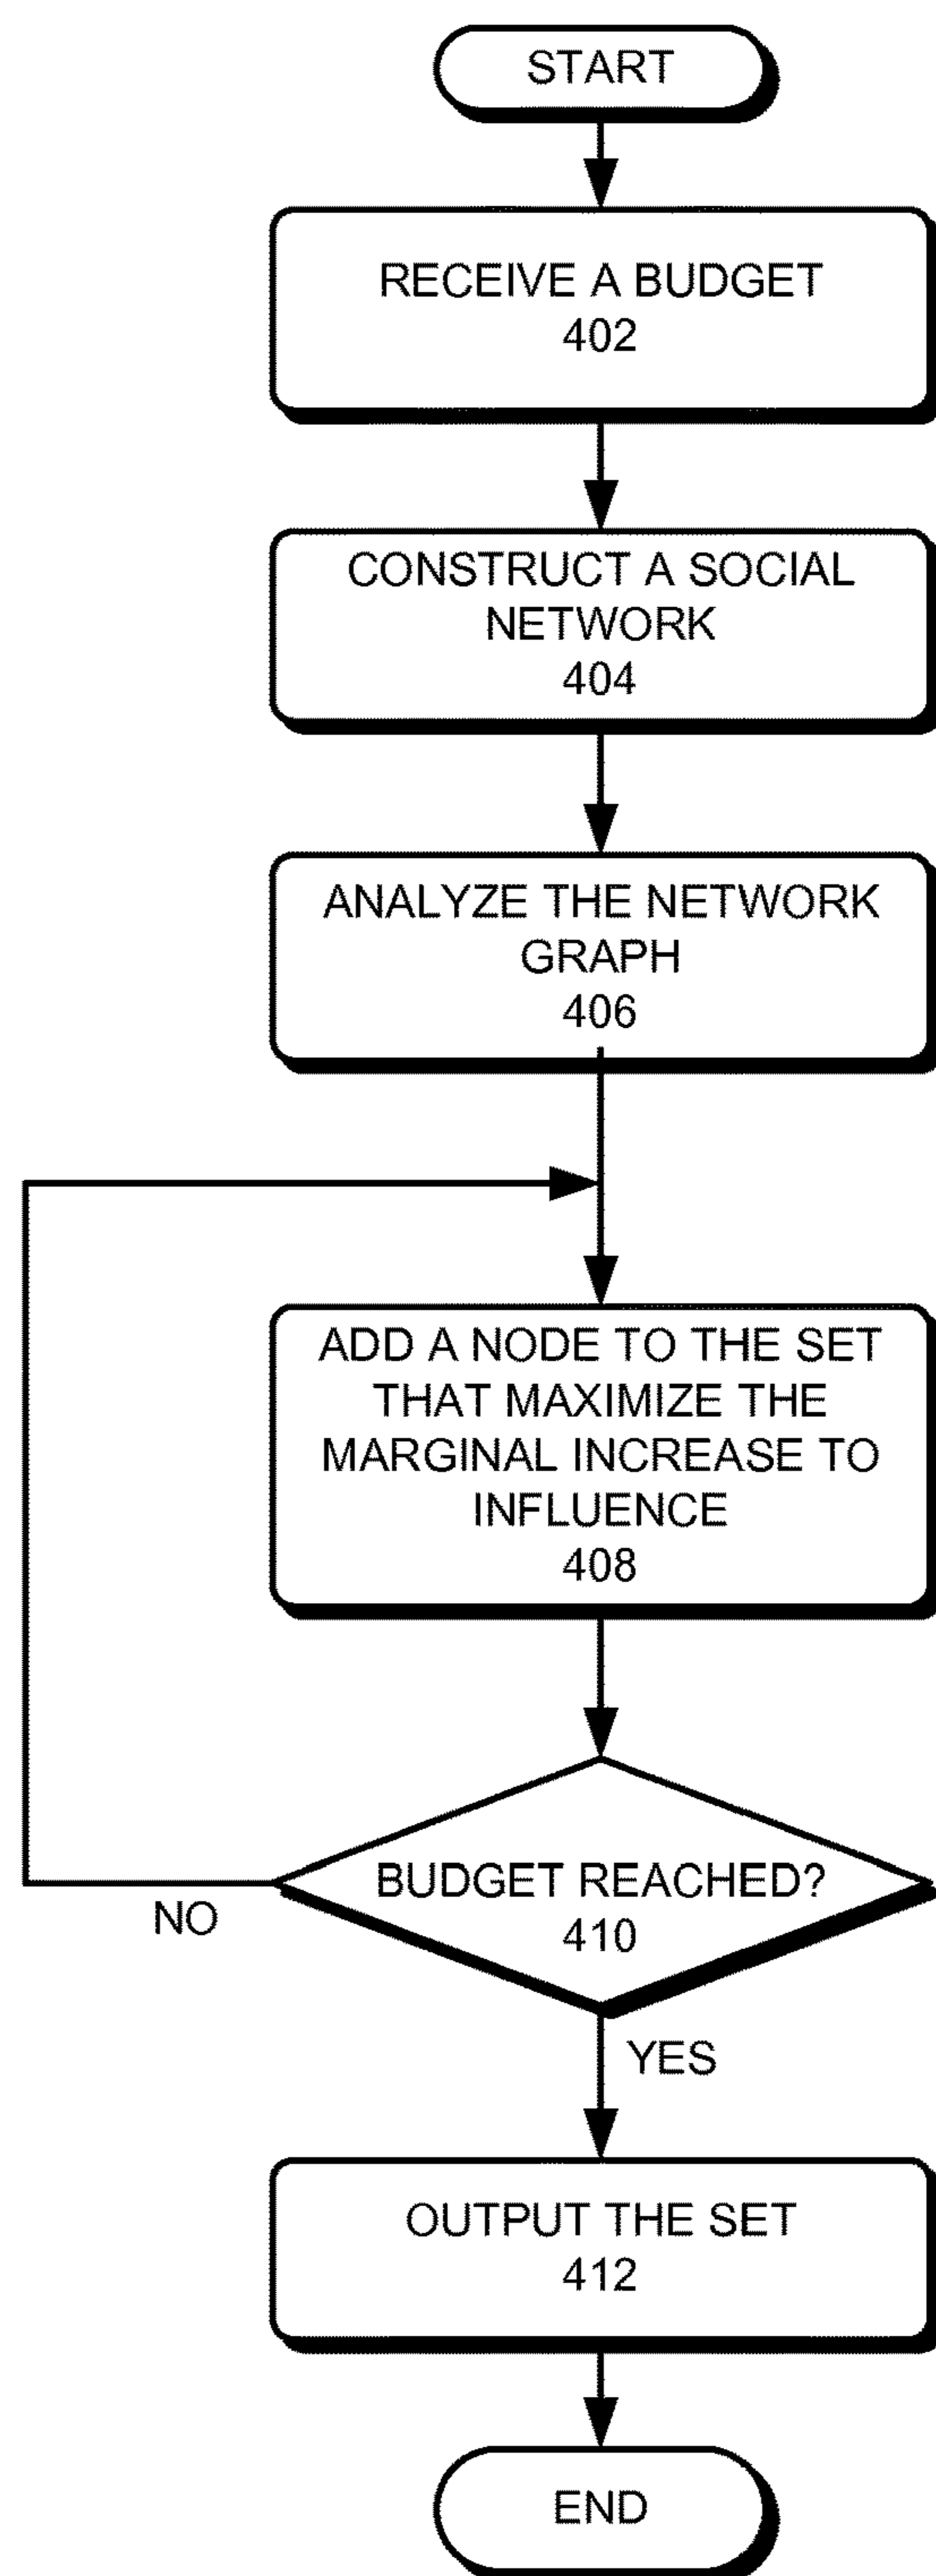 START
RECEIVE A BUDGET
402
CONSTRUCT A SOCIAL
NETWORK
404
ANALYZE THE NETWORK
GRAPH
406
ADD A NODE TO THE SET
THAT MAXIMIZE THE
MARGINAL INCREASE TO
INFLUENCE
408
BUDGET REACHED?
410
NO
YES
OUTPUT THE SET
412
END